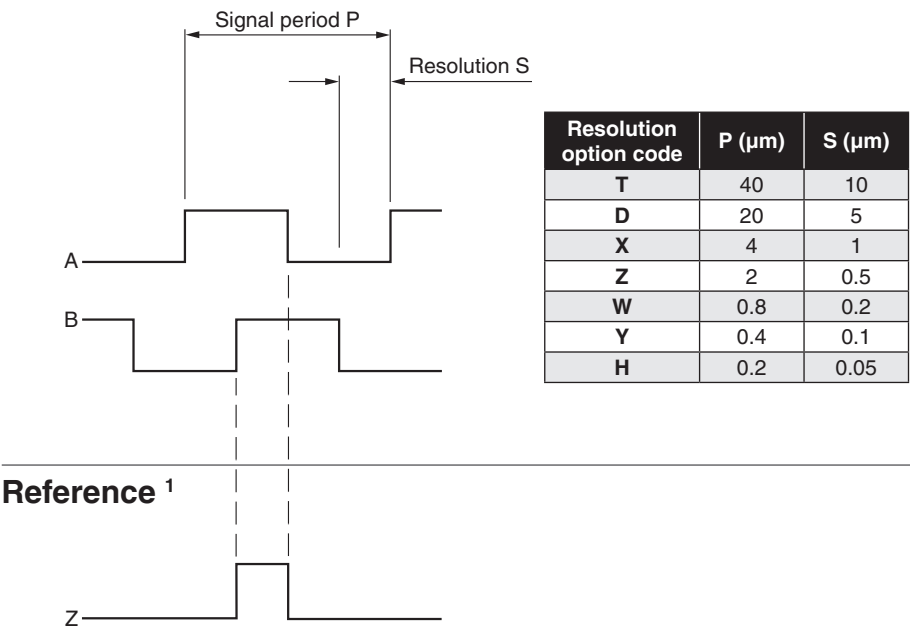 Signal period P
Resolution S
Resolution option code P (µm) S (µm)
T 40 10
D 20 5
X 4 1
Z 2 0.5
W 0.8 0.2
Y 0.4 0.1
H 0.2 0.05
A
B
Reference ¹
Z